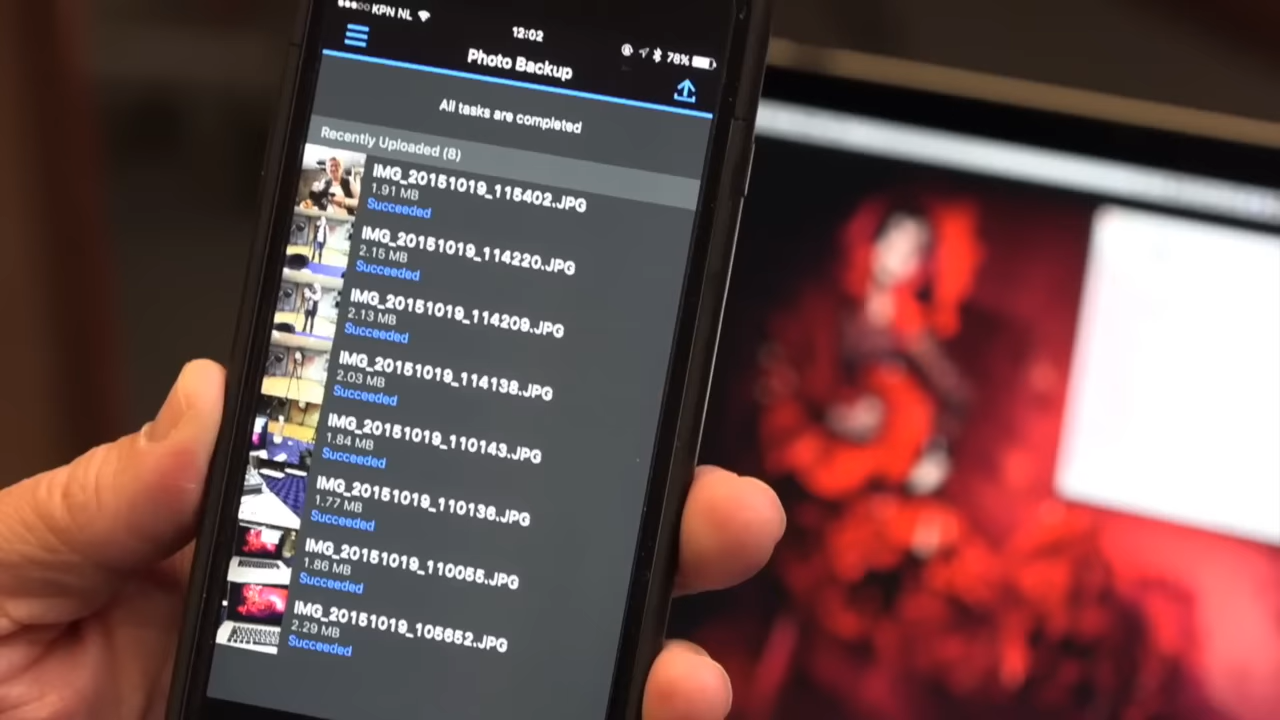 KPN NL
12:02
78%
Photo Backup
All tasks are completed
Recently Uploaded (8)
IMG_20151019_115402.JPG
1.91 MB
Succeeded
IMG_20151019_114220.JPG
2.15 MB
Succeeded
IMG_20151019_114209.JPG
2.13 MB
Succeeded
IMG_20151019_114138.JPG
2.03 MB
Succeeded
IMG_20151019_110143.JPG
1.84 MB
Succeeded
IMG_20151019_110136.JPG
1.77 MB
Succeeded
IMG_20151019_110055.JPG
1.86 MB
Succeeded
IMG_20151019_105652.JPG
2.29 MB
Succeeded